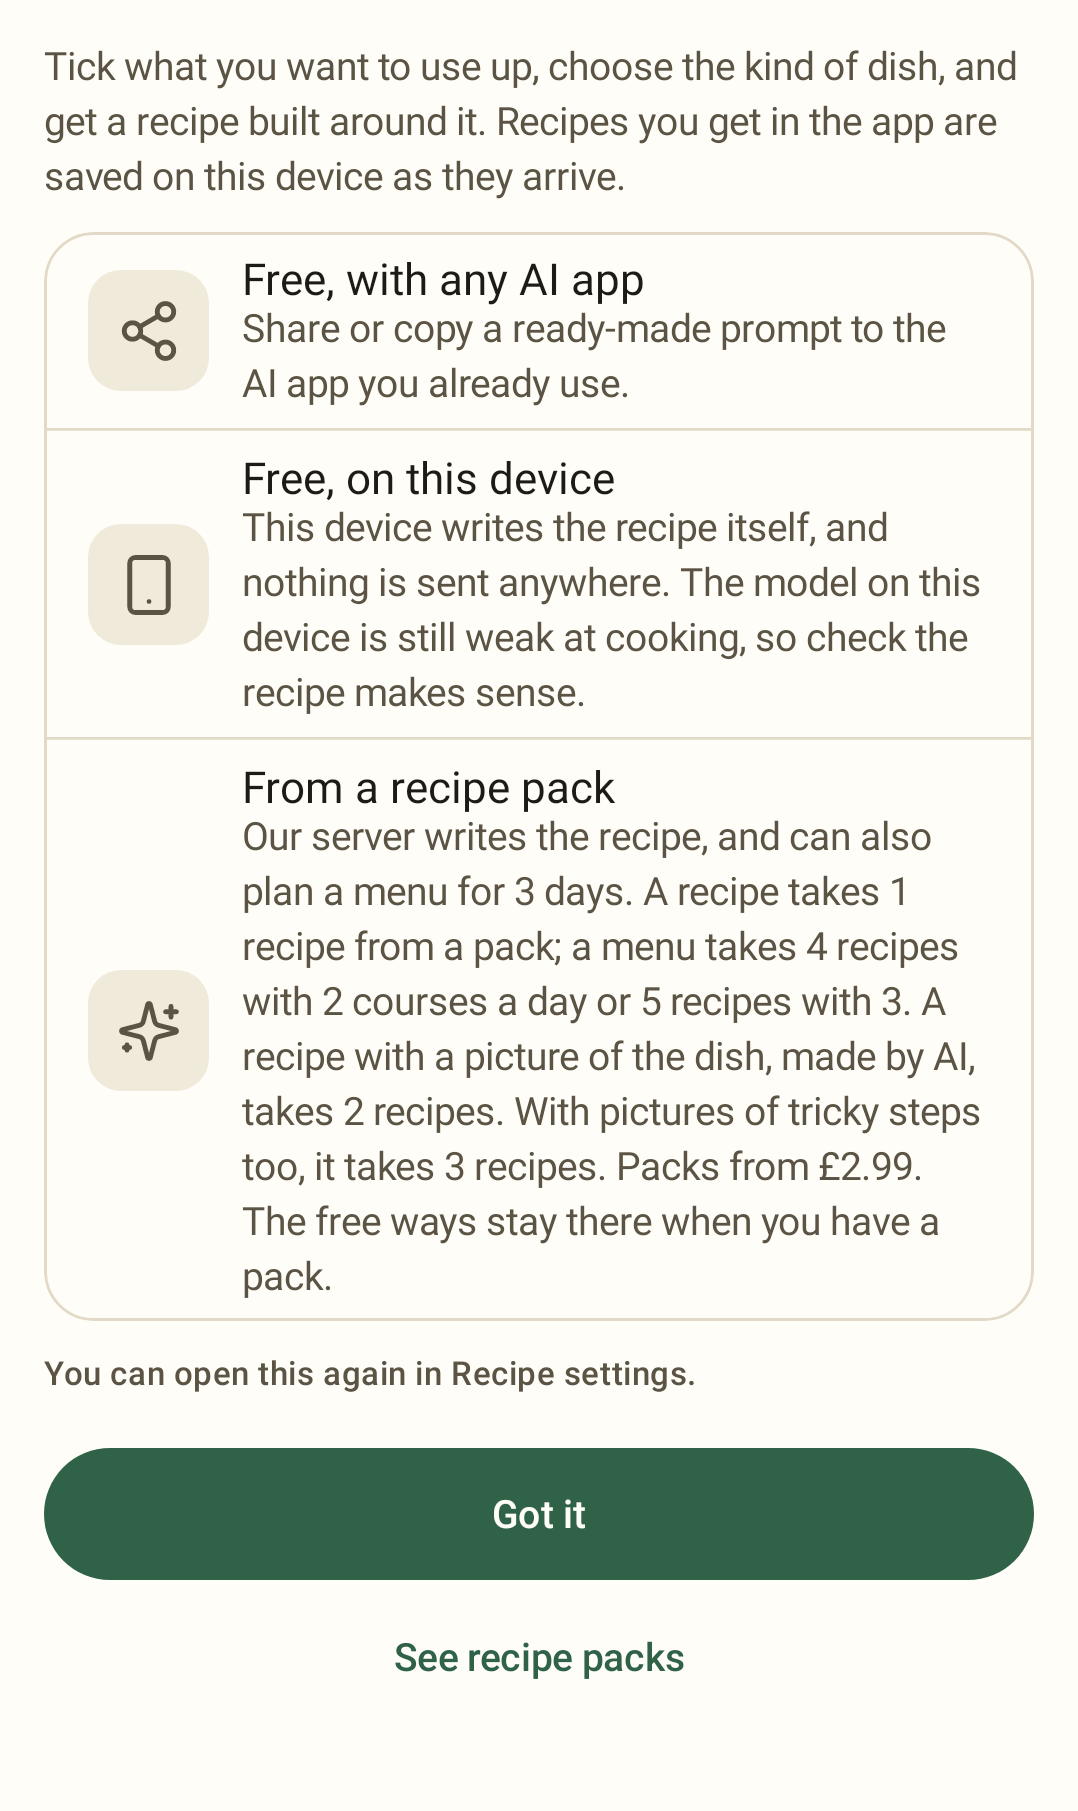 Tick what you want to use up, choose the kind of dish, and
get a recipe built around it. Recipes you get in the app are
saved on this device as they arrive.
Free, with any AI app
Share or copy a ready-made prompt to the
AI app you already use.
Free, on this device
This device writes the recipe itself, and
nothing is sent anywhere. The model on this
device is still weak at cooking, so check the
recipe makes sense.
From a recipe pack
Our server writes the recipe, and can also
plan a menu for 3 days. A recipe takes 1
recipe from a pack; a menu takes 4 recipes
with 2 courses a day or 5 recipes with 3. A
recipe with a picture of the dish, made by AI,
takes 2 recipes. With pictures of tricky steps
too, it takes 3 recipes. Packs from £2.99.
The free ways stay there when you have a
pack.
You can open this again in Recipe settings.
Got it
See recipe packs